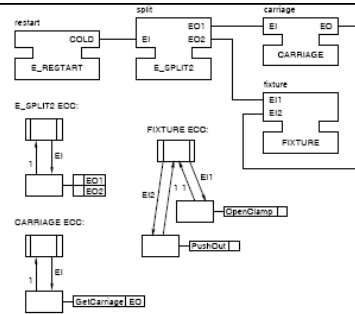 restart
COLD
E_RESTART
split
EO1
EI EO2
E_SPLIT2
carriage
EI EO
CARRIAGE
fixture
EI1
EI2
FIXTURE
E_SPLIT2 ECC:
1 EI
EO1
EO2
FIXTURE ECC:
EI2 1 1 EI1
OpenClamp
PushOut
CARRIAGE ECC:
1 EI
GetCarriage EO